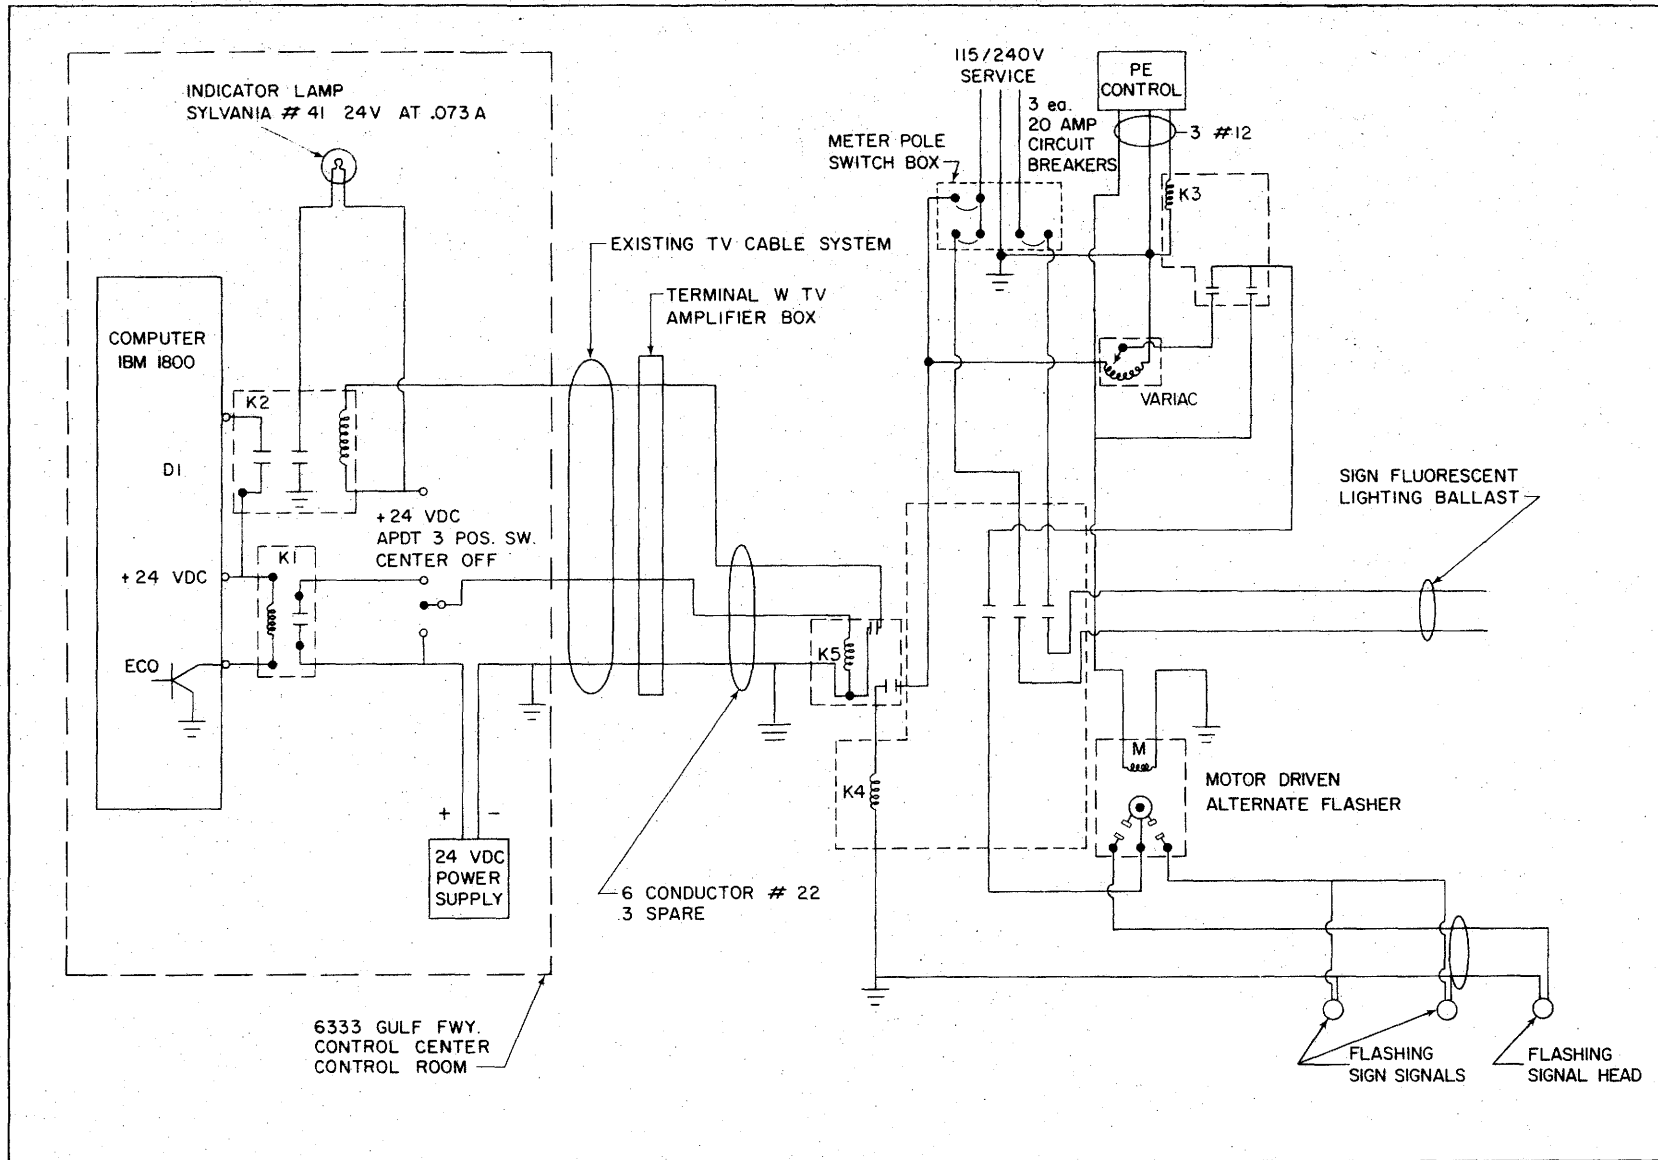 INDICATOR LAMP
SYLVANIA # 41 24V AT .073A
115/240V
SERVICE
PE
CONTROL
3 ea.
20 AMP
CIRCUIT
BREAKERS
3 #12
METER POLE
SWITCH BOX
K3
EXISTING TV CABLE SYSTEM
TERMINAL W TV
AMPLIFIER BOX
COMPUTER
IBM 1800
K2
VARIAC
DI
SIGN FLUORESCENT
LIGHTING BALLAST
+24 VDC
APDT 3 POS. SW.
CENTER OFF
K1
+24 VDC
ECO
K5
M
MOTOR DRIVEN
ALTERNATE FLASHER
K4
+ -
24 VDC
POWER
SUPPLY
6 CONDUCTOR # 22
3 SPARE
6333 GULF FWY.
CONTROL CENTER
CONTROL ROOM
FLASHING
SIGN SIGNALS
FLASHING
SIGNAL HEAD